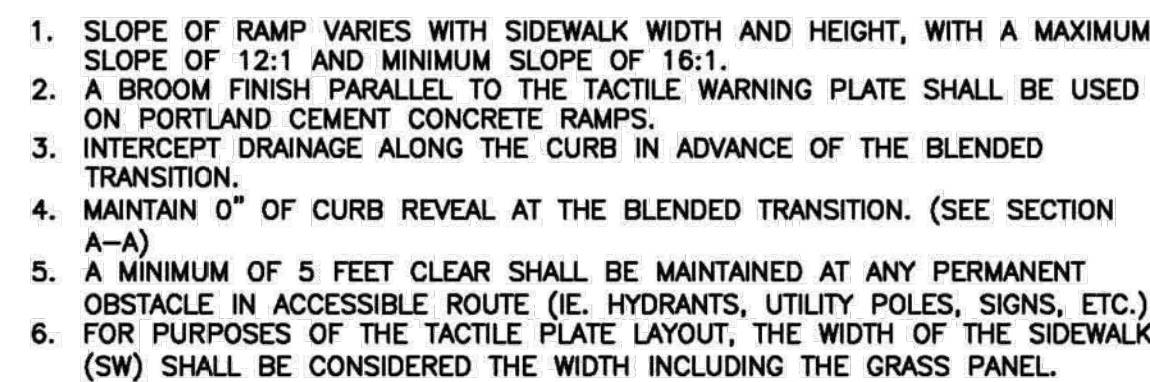 1. SLOPE OF RAMP VARIES WITH SIDEWALK WIDTH AND HEIGHT, WITH A MAXIMUM
SLOPE OF 12:1 AND MINIMUM SLOPE OF 16:1.
2. A BROOM FINISH PARALLEL TO THE TACTILE WARNING PLATE SHALL BE USED
ON PORTLAND CEMENT CONCRETE RAMPS.
3. INTERCEPT DRAINAGE ALONG THE CURB IN ADVANCE OF THE BLENDED
TRANSITION.
4. MAINTAIN 0" OF CURB REVEAL AT THE BLENDED TRANSITION. (SEE SECTION
A-A)
5. A MINIMUM OF 5 FEET CLEAR SHALL BE MAINTAINED AT ANY PERMANENT
OBSTACLE IN ACCESSIBLE ROUTE (IE. HYDRANTS, UTILITY POLES, SIGNS, ETC.)
6. FOR PURPOSES OF THE TACTILE PLATE LAYOUT, THE WIDTH OF THE SIDEWALK
(SW) SHALL BE CONSIDERED THE WIDTH INCLUDING THE GRASS PANEL.